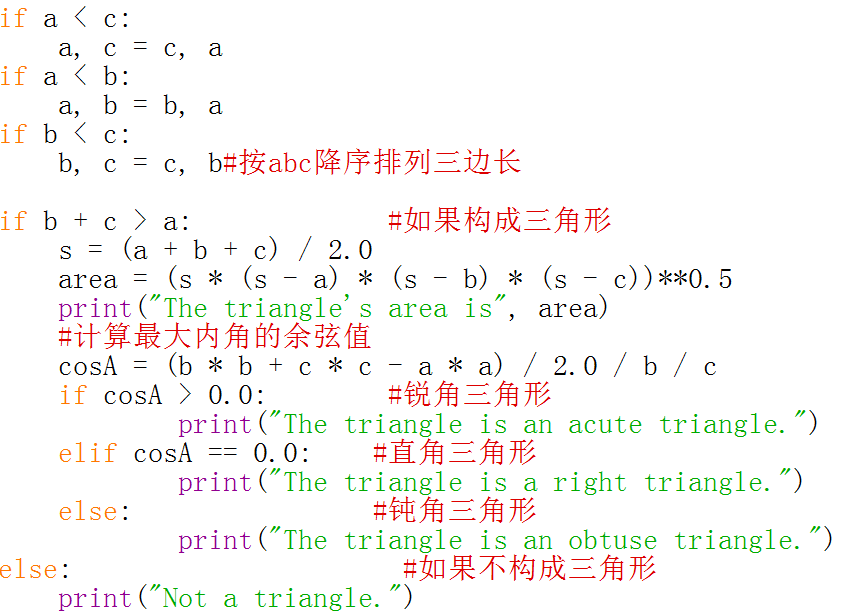 if a < c:
    a, c = c, a
if a < b:
    a, b = b, a
if b < c:
    b, c = c, b#按abc降序排列三边长
if b + c > a:             #如果构成三角形
    s = (a + b + c) / 2.0
    area = (s * (s - a) * (s - b) * (s - c))**0.5
    print("The triangle's area is", area)
    #计算最大内角的余弦值
    cosA = (b * b + c * c - a * a) / 2.0 / b / c
    if cosA > 0.0:        #锐角三角形
            print("The triangle is an acute triangle.")
    elif cosA == 0.0:    #直角三角形
            print("The triangle is a right triangle.")
    else:                #钝角三角形
            print("The triangle is an obtuse triangle.")
else:                      #如果不构成三角形
    print("Not a triangle.")